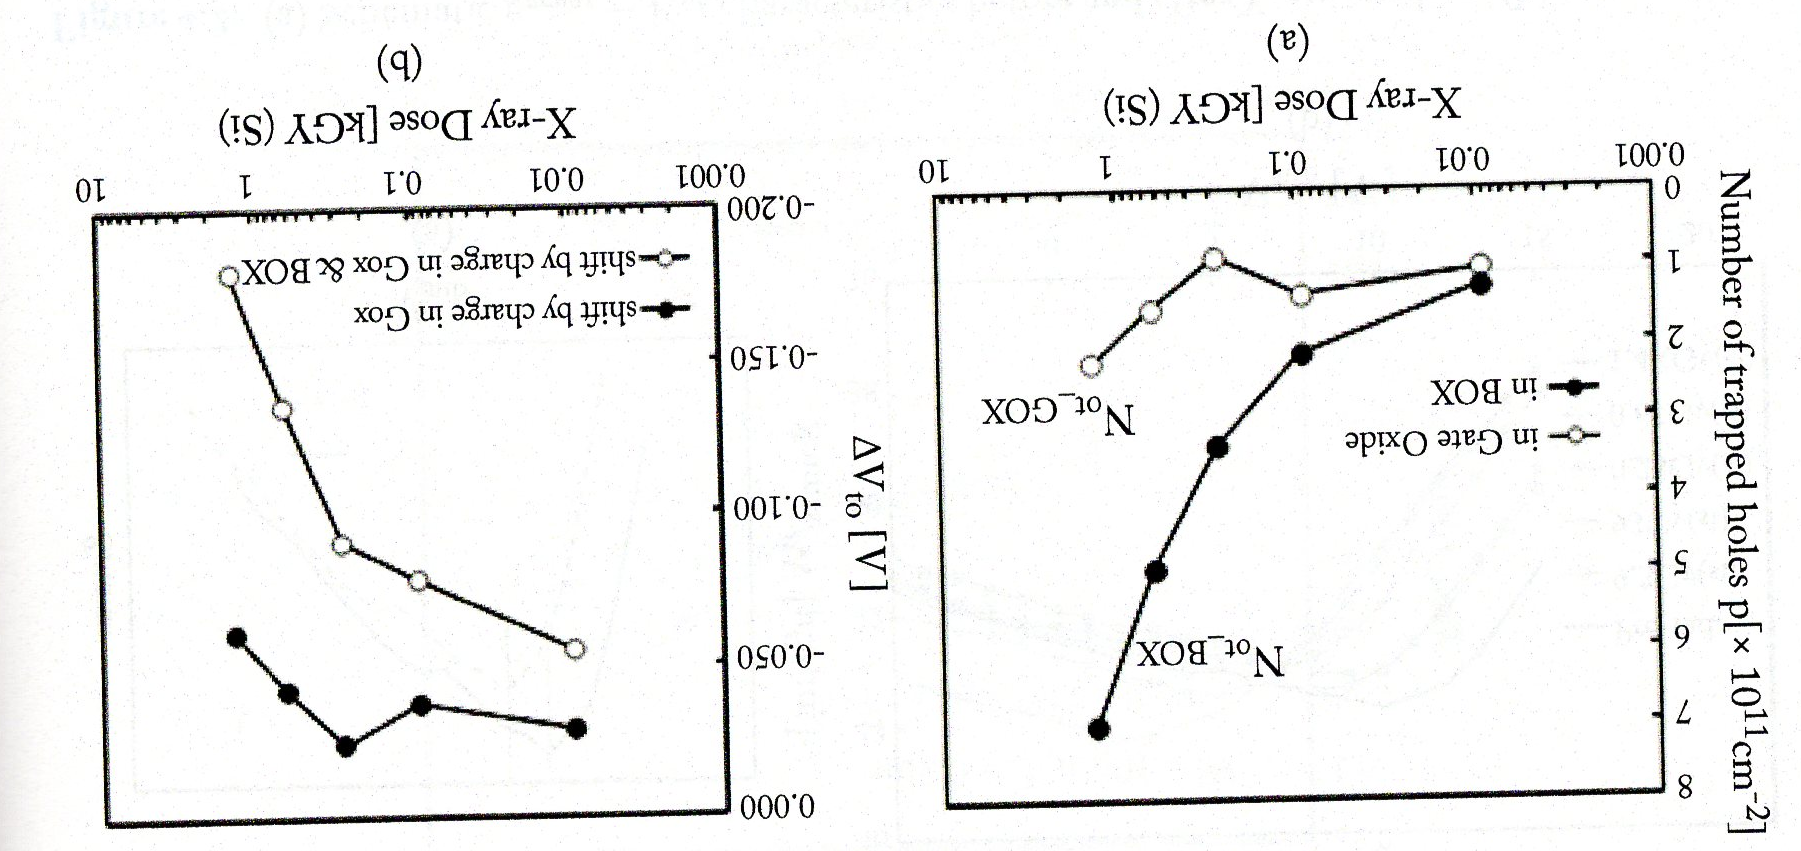 Number of trapped holes p[× 10¹¹cm⁻²]
8
7
6
5
4
3
2
1
0
N_ot_BOX
in Gate Oxide
in BOX
N_ot_GOX
0.001 0.01 0.1 1 10
X-ray Dose [kGY (Si)
(a)
ΔV_to [V]
0.000
-0.050
-0.100
-0.150
-0.200
shift by charge in Gox
shift by charge in Gox & BOX
0.001 0.01 0.1 1 10
X-ray Dose [kGY (Si)
(b)